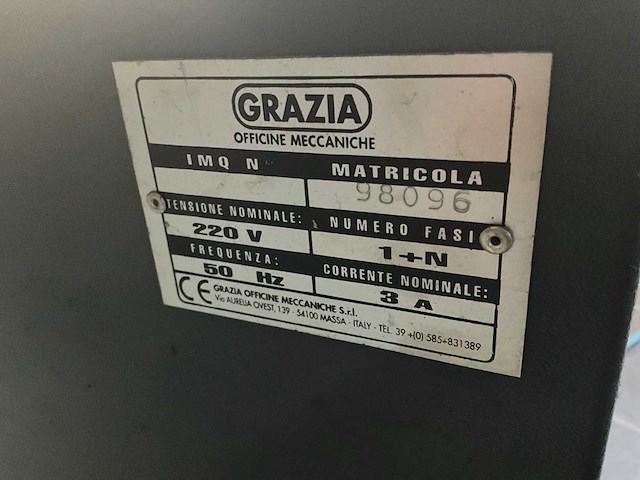 GRAZIA
OFFICINE MECCANICHE
IMQ N° MATRICOLA
98096
TENSIONE NOMINALE: NUMERO FASI
220 V 1+N
FREQUENZA: CORRENTE NOMINALE:
50 Hz 3 A
CE GRAZIA OFFICINE MECCANICHE S.r.l.
Via AURELIA OVEST, 139 - 54100 MASSA - ITALY - TEL. 39 +(0) 585+831389